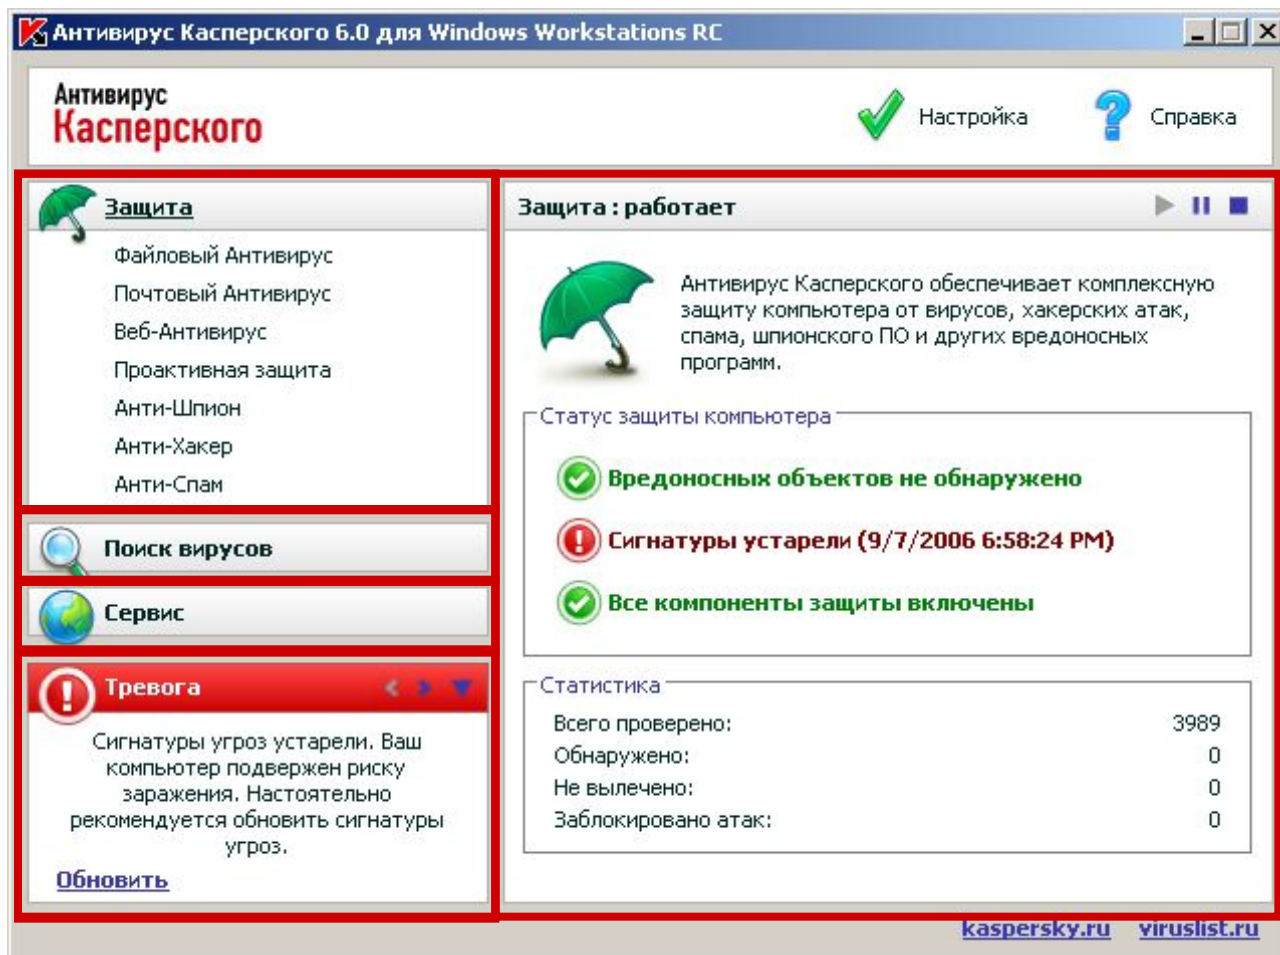 Антивирус Касперского 6.0 для Windows Workstations RC
Антивирус
Касперского
Настройка
Справка
Защита
Файловый Антивирус
Почтовый Антивирус
Веб-Антивирус
Проактивная защита
Анти-Шпион
Анти-Хакер
Анти-Спам
Поиск вирусов
Сервис
Тревога
Сигнатуры угроз устарели. Ваш
компьютер подвержен риску
заражения. Настоятельно
рекомендуется обновить сигнатуры
угроз.
Обновить
Защита : работает
Антивирус Касперского обеспечивает комплексную
защиту компьютера от вирусов, хакерских атак,
спама, шпионского ПО и других вредоносных
программ.
Статус защиты компьютера
Вредоносных объектов не обнаружено
Сигнатуры устарели (9/7/2006 6:58:24 PM)
Все компоненты защиты включены
Статистика
Всего проверено: 3989
Обнаружено: 0
Не вылечено: 0
Заблокировано атак: 0
kaspersky.ru viruslist.ru